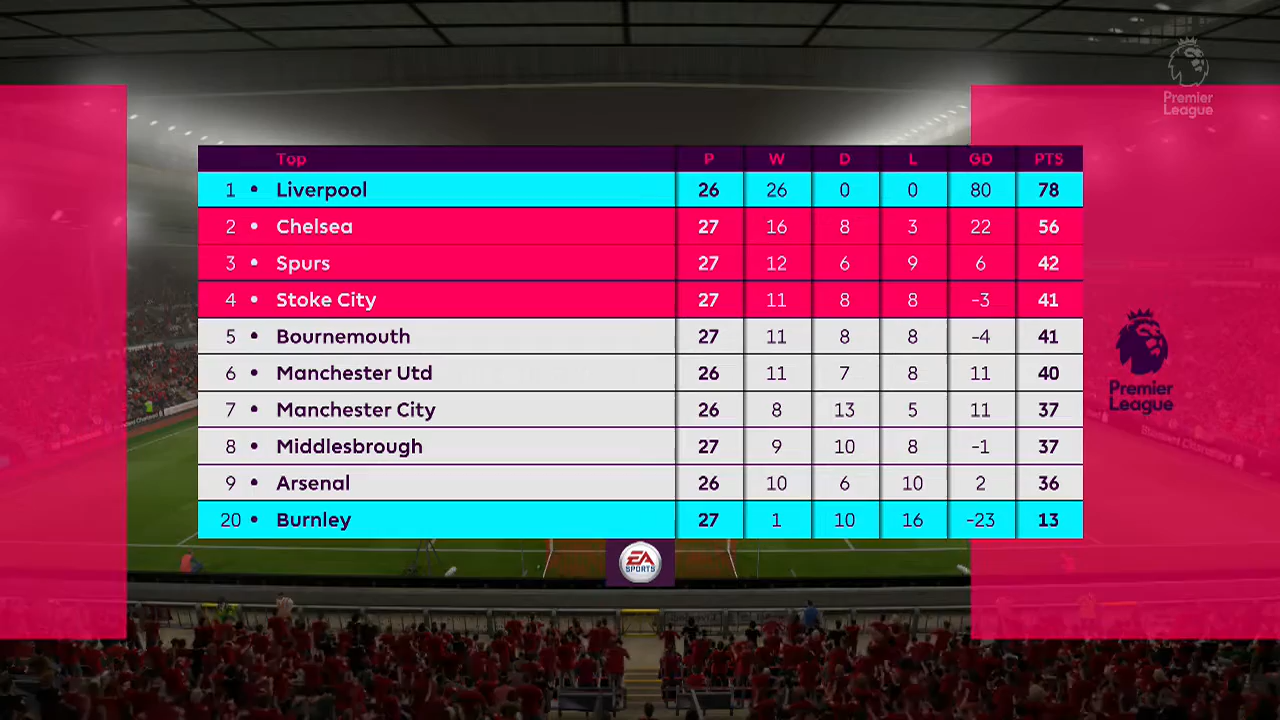 Premier
League
Top P W D L GD PTS
1 • Liverpool 26 26 0 0 80 78
2 • Chelsea 27 16 8 3 22 56
3 • Spurs 27 12 6 9 6 42
4 • Stoke City 27 11 8 8 -3 41
5 • Bournemouth 27 11 8 8 -4 41
6 • Manchester Utd 26 11 7 8 11 40
7 • Manchester City 26 8 13 5 11 37
8 • Middlesbrough 27 9 10 8 -1 37
9 • Arsenal 26 10 6 10 2 36
20 • Burnley 27 1 10 16 -23 13
Premier
League
EA
SPORTS